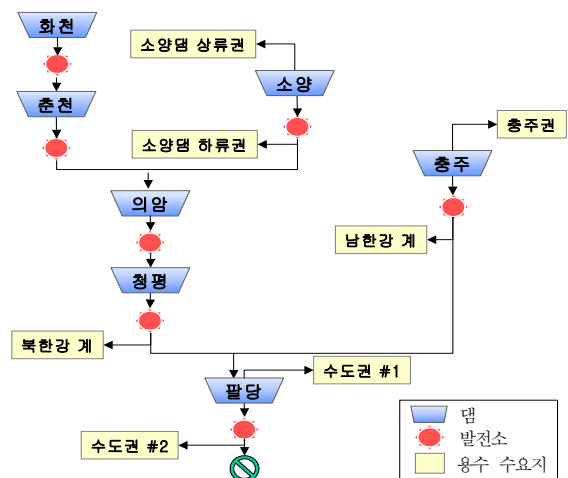 화천
소양댐 상류권
소양
춘천
충주권
소양댐 하류권
충주
의암
남한강 계
청평
북한강 계
수도권 #1
팔당
수도권 #2
댐
발전소
용수 수요지